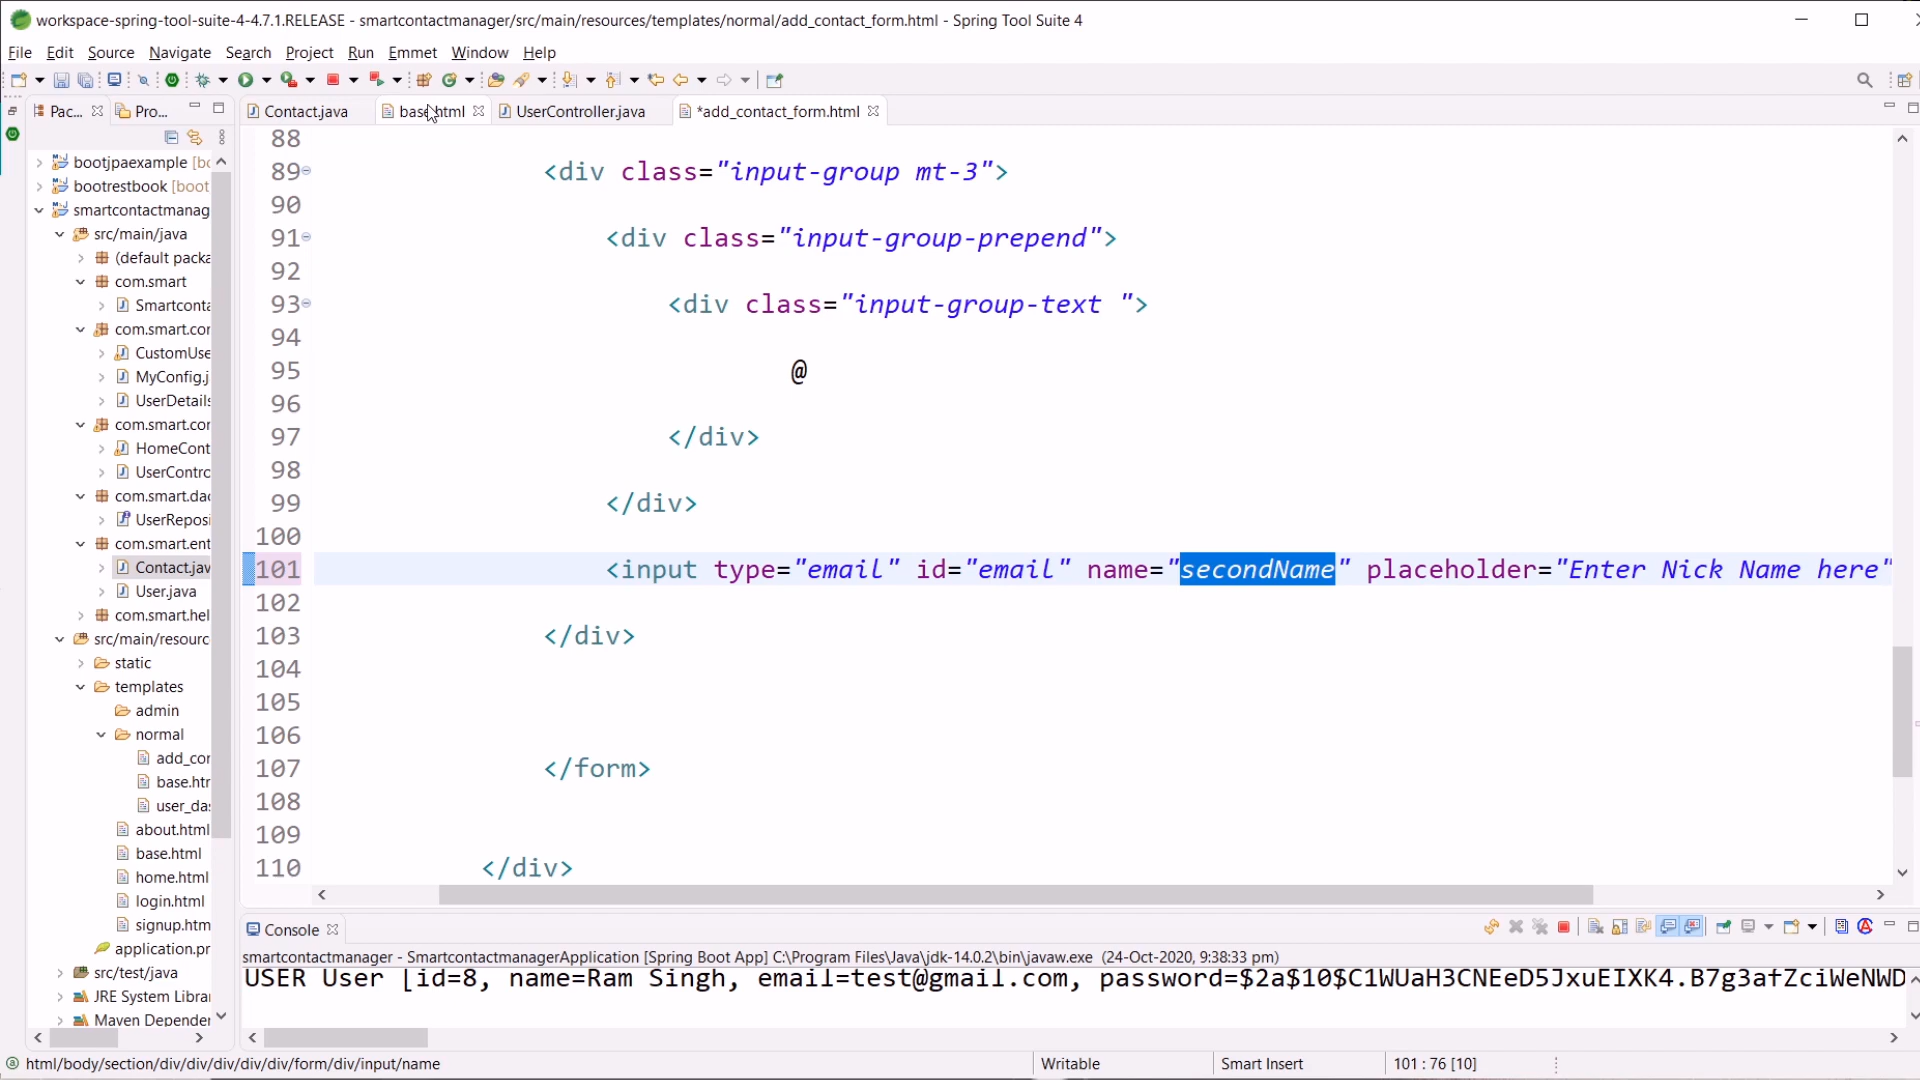 workspace-spring-tool-suite-4-4.7.1.RELEASE - smartcontactmanager/src/main/resources/templates/normal/add_contact_form.html - Spring Tool Suite 4
File Edit Source Navigate Search Project Run Emmet Window Help
Pac... Pro...
Contact.java base.html UserController.java *add_contact_form.html
bootjpaexample [bo
bootrestbook [boot
smartcontactmanag
src/main/java
(default packa
com.smart
Smartconta
com.smart.cor
CustomUse
MyConfig.j
UserDetails
com.smart.cor
HomeCont
UserContro
com.smart.dao
UserReposi
com.smart.ent
Contact.jav
User.java
com.smart.hel
src/main/resourc
static
templates
admin
normal
add_cor
base.htr
user_das
about.html
base.html
home.html
login.html
signup.htm
application.pr
src/test/java
JRE System Librar
Maven Depender
88
89 <div class="input-group mt-3">
90
91 <div class="input-group-prepend">
92
93 <div class="input-group-text ">
94
95 @
96
97 </div>
98
99 </div>
100
101 <input type="email" id="email" name="secondName" placeholder="Enter Nick Name here"
102
103 </div>
104
105
106
107 </form>
108
109
110 </div>
Console
smartcontactmanager - SmartcontactmanagerApplication [Spring Boot App] C:\Program Files\Java\jdk-14.0.2\bin\javaw.exe (24-Oct-2020, 9:38:33 pm)
USER User [id=8, name=Ram Singh, email=test@gmail.com, password=$2a$10$C1WUaH3CNEeD5JxuEIXK4.B7g3afZciWeNWD
html/body/section/div/div/div/div/div/form/div/input/name
Writable
Smart Insert
101 : 76 [10]